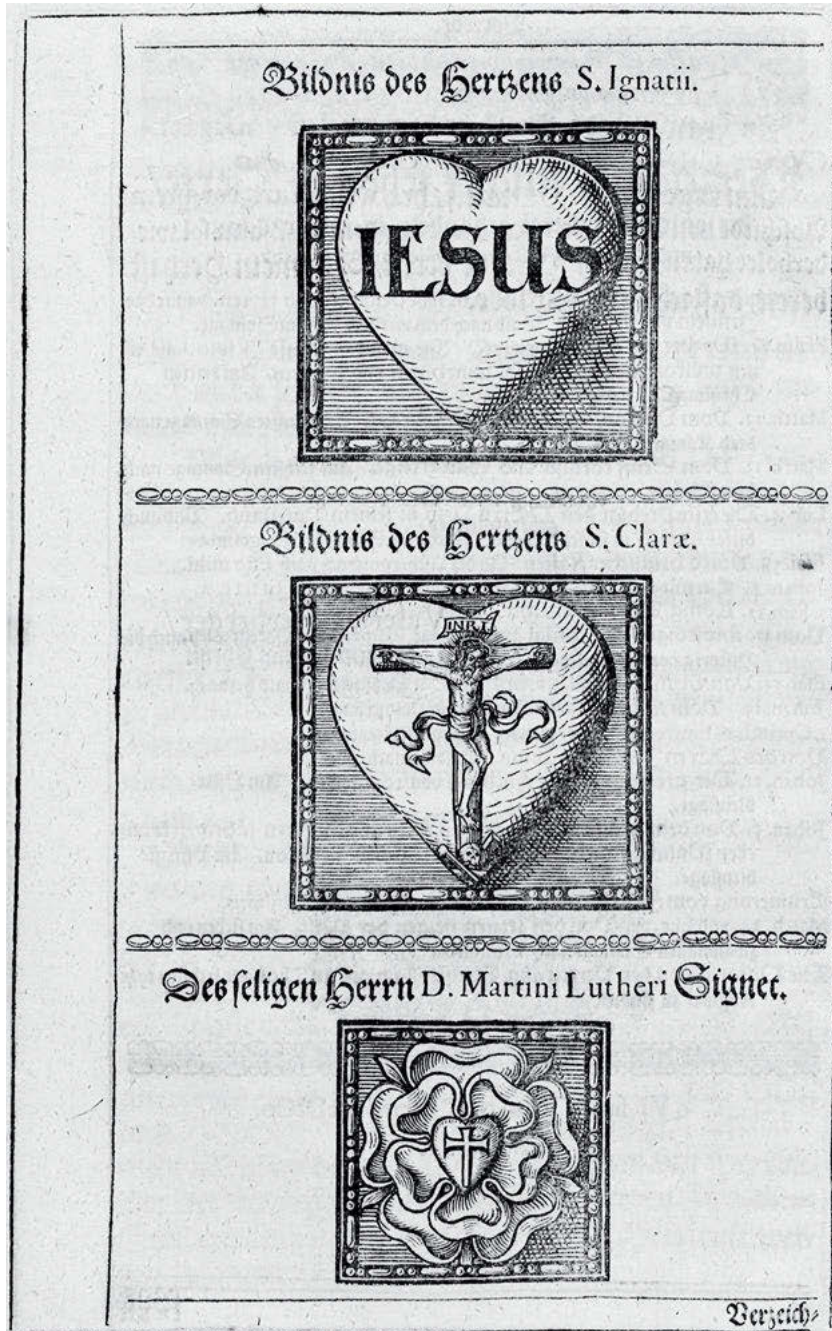 Bildnis des Hertzens S. Ignatii.
IESUS
Bildnis des Hertzens S. Claræ.
INRI
Des seligen Herrn D. Martini Lutheri Signet.
Verzeich⸗